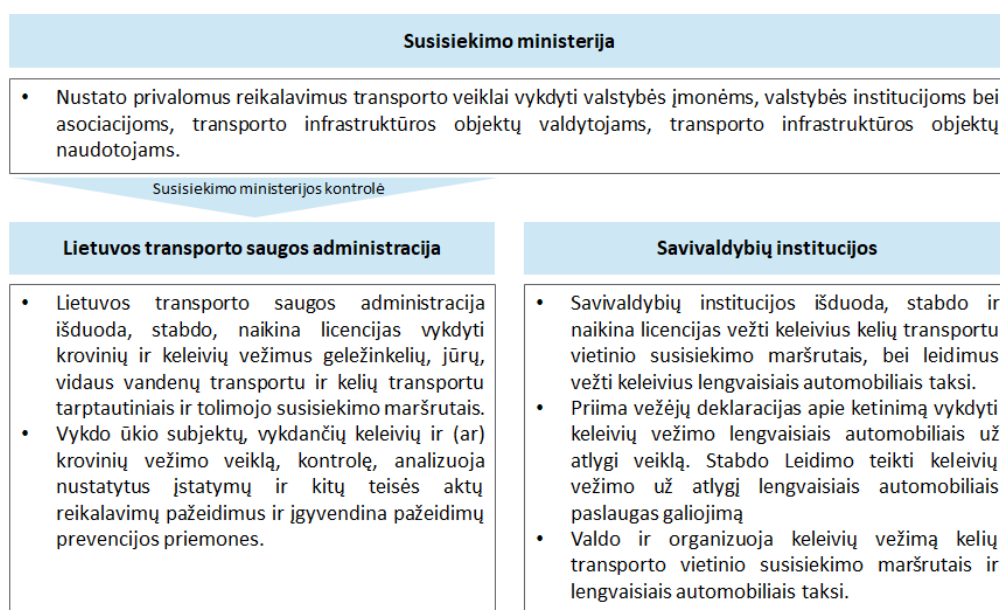 Susisiekimo ministerija
• Nustato privalomus reikalavimus transporto veiklai vykdyti valstybės įmonėms, valstybės institucijoms bei
asociacijoms, transporto infrastruktūros objektų valdytojams, transporto infrastruktūros objektų
naudotojams.
Susisiekimo ministerijos kontrolė
Lietuvos transporto saugos administracija
• Lietuvos transporto saugos administracija
išduoda, stabdo, naikina licencijas vykdyti
krovinių ir keleivių vežimus geležinkelių, jūrų,
vidaus vandenų transportu ir kelių transportu
tarptautiniais ir tolimojo susisiekimo maršrutais.
• Vykdo ūkio subjektų, vykdančių keleivių ir (ar)
krovinių vežimo veiklą, kontrolę, analizuoja
nustatytus įstatymų ir kitų teisės aktų
reikalavimų pažeidimus ir įgyvendina pažeidimų
prevencijos priemones.
Savivaldybių institucijos
• Savivaldybių institucijos išduoda, stabdo ir
naikina licencijas vežti keleivius kelių transportu
vietinio susisiekimo maršrutais, bei leidimus
vežti keleivius lengvaisiais automobiliais taksi.
• Priima vežėjų deklaracijas apie ketinimą vykdyti
keleivių vežimo lengvaisiais automobiliais už
atlygi veiklą. Stabdo Leidimo teikti keleivių
vežimo už atlygį lengvaisiais automobiliais
paslaugas galiojimą
• Valdo ir organizuoja keleivių vežimą kelių
transporto vietinio susisiekimo maršrutais ir
lengvaisiais automobiliais taksi.